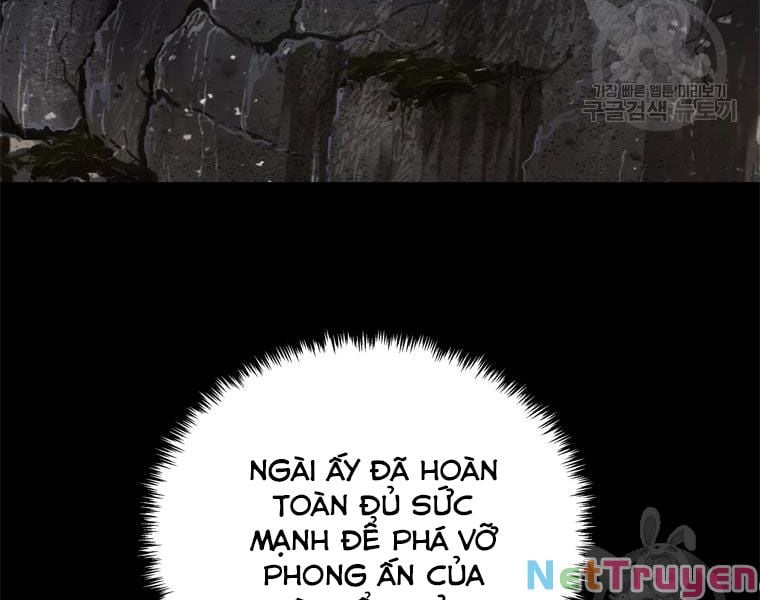 기장 빠른 웹툰 미리보기
구글검색 뉴토끼
NGÀI ẤY ĐÃ HOÀN
TOÀN ĐỦ SỨC
MẠNH ĐỂ PHÁ VỠ
PHONG ẤN CỦA
NetTruyen